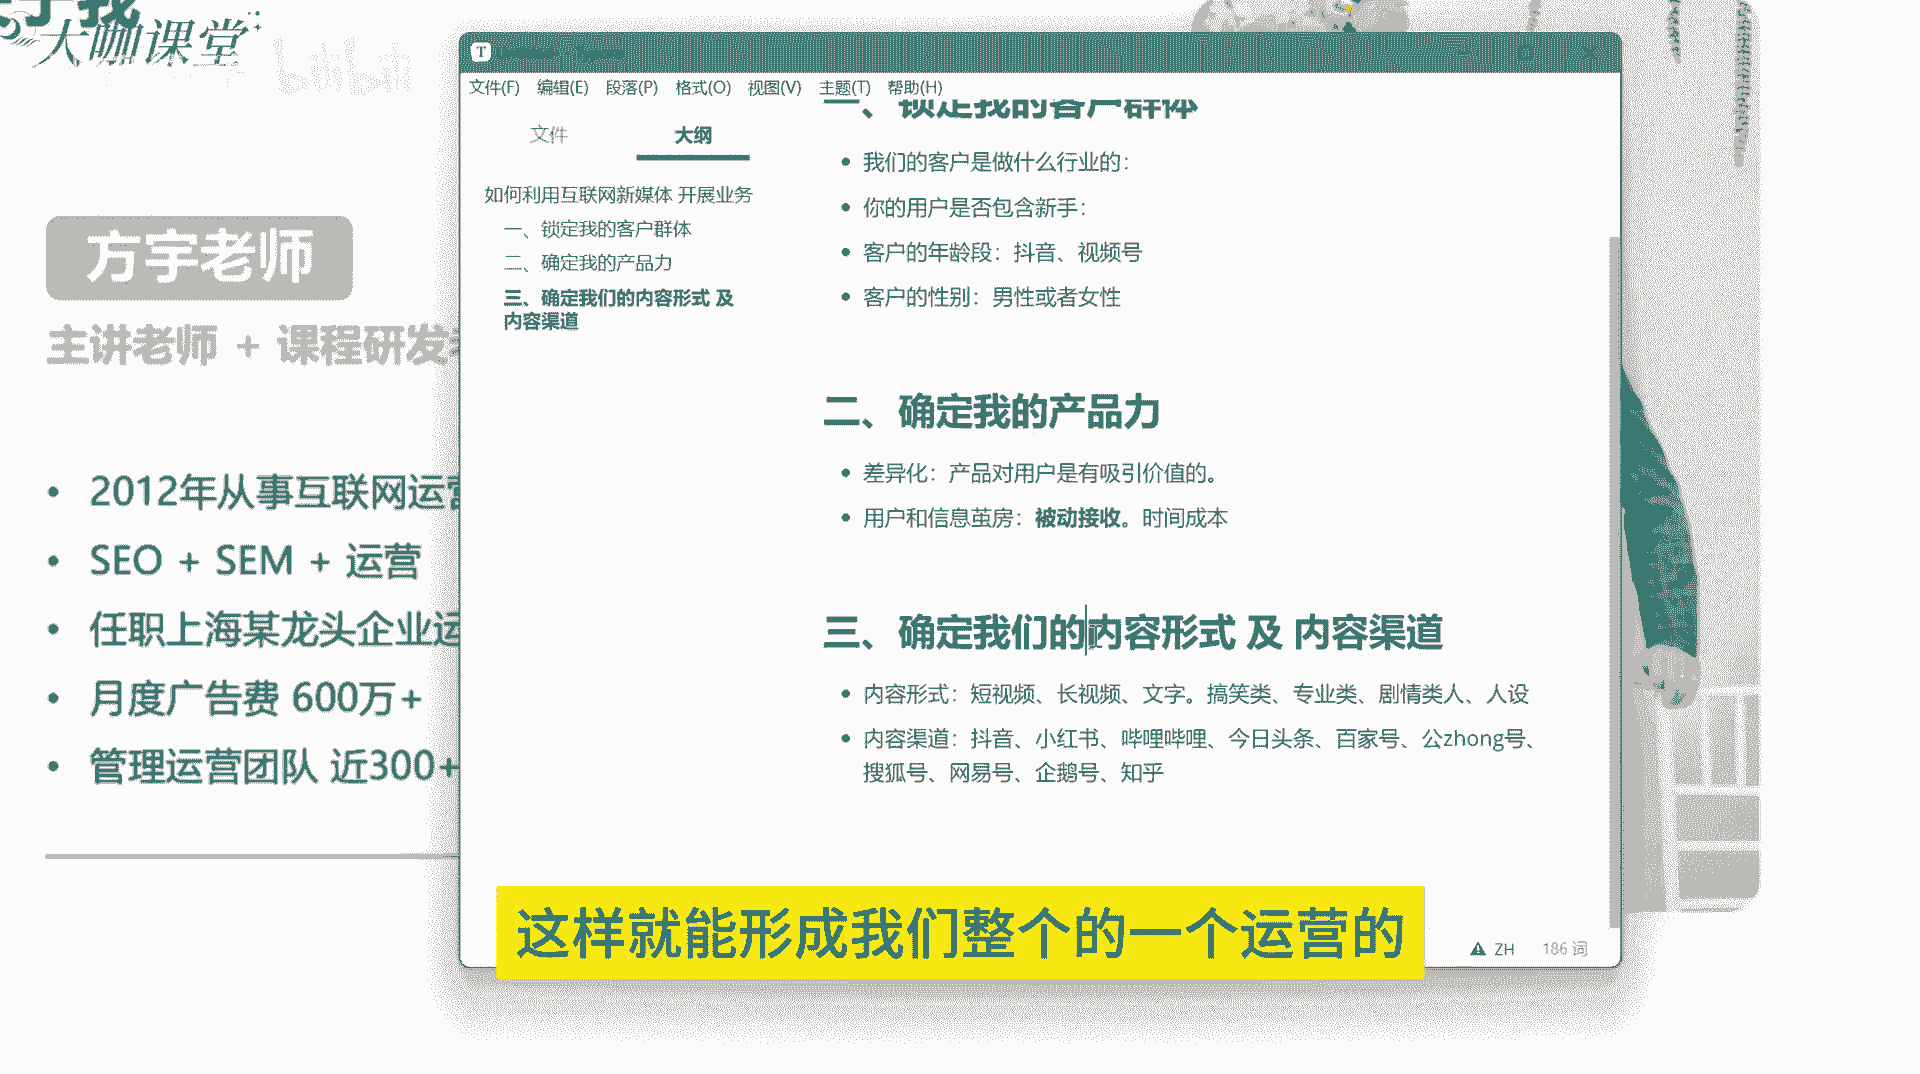 大咖课堂
bilibili
方宇老师
主讲老师 + 课程研发
2012年从事互联网运营
SEO + SEM + 运营
任职上海某龙头企业运
月度广告费 600万+
管理运营团队 近300+
T
文件(F) 编辑(E) 段落(P) 格式(O) 视图(V) 主题(T) 帮助(H)
文件 大纲
如何利用互联网新媒体 开展业务
一、锁定我的客户群体
二、确定我的产品力
三、确定我们的内容形式 及
内容渠道
一、锁定我的客户群体
我们的客户是做什么行业的：
你的用户是否包含新手：
客户的年龄段：抖音、视频号
客户的性别：男性或者女性
二、确定我的产品力
差异化：产品对用户是有吸引价值的。
用户和信息茧房：被动接收。时间成本
三、确定我们的内容形式 及 内容渠道
内容形式：短视频、长视频、文字。搞笑类、专业类、剧情类人、人设
内容渠道：抖音、小红书、哔哩哔哩、今日头条、百家号、公zhong号、
搜狐号、网易号、企鹅号、知乎
ZH 186 词
这样就能形成我们整个的一个运营的